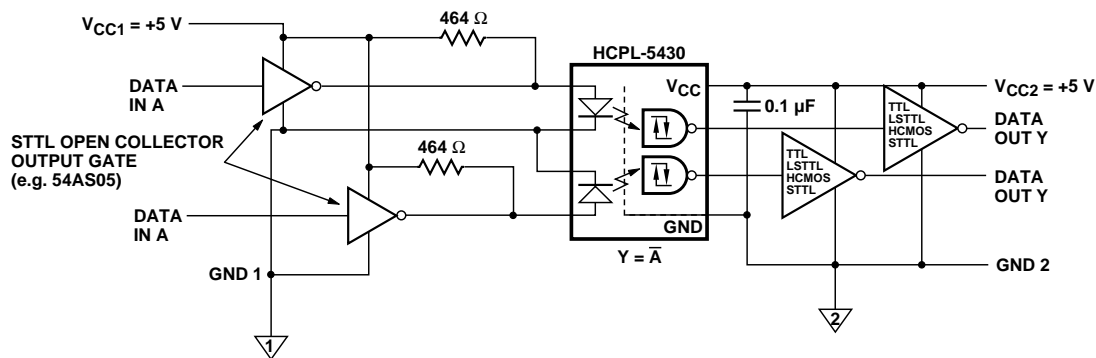 464 Ω
V_CC1 = +5 V
HCPL-5430
V_CC
V_CC2 = +5 V
DATA
IN A
0.1 µF
TTL
LSTTL
HCMOS
STTL
DATA
OUT Y
STTL OPEN COLLECTOR
OUTPUT GATE
(e.g. 54AS05)
464 Ω
TTL
LSTTL
HCMOS
STTL
DATA
OUT Y
DATA
IN A
GND
Y = A̅
GND 1
GND 2
1
2